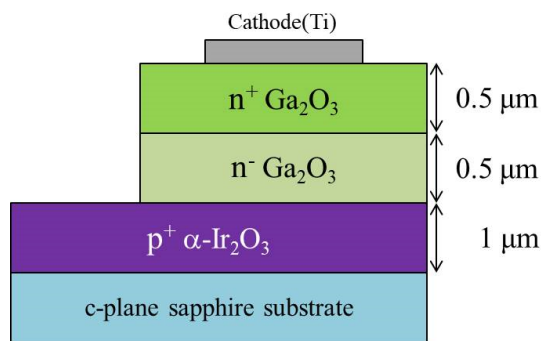 Cathode(Ti)
n⁺ Ga₂O₃
0.5 μm
n⁻ Ga₂O₃
0.5 μm
p⁺ α-Ir₂O₃
1 μm
c-plane sapphire substrate